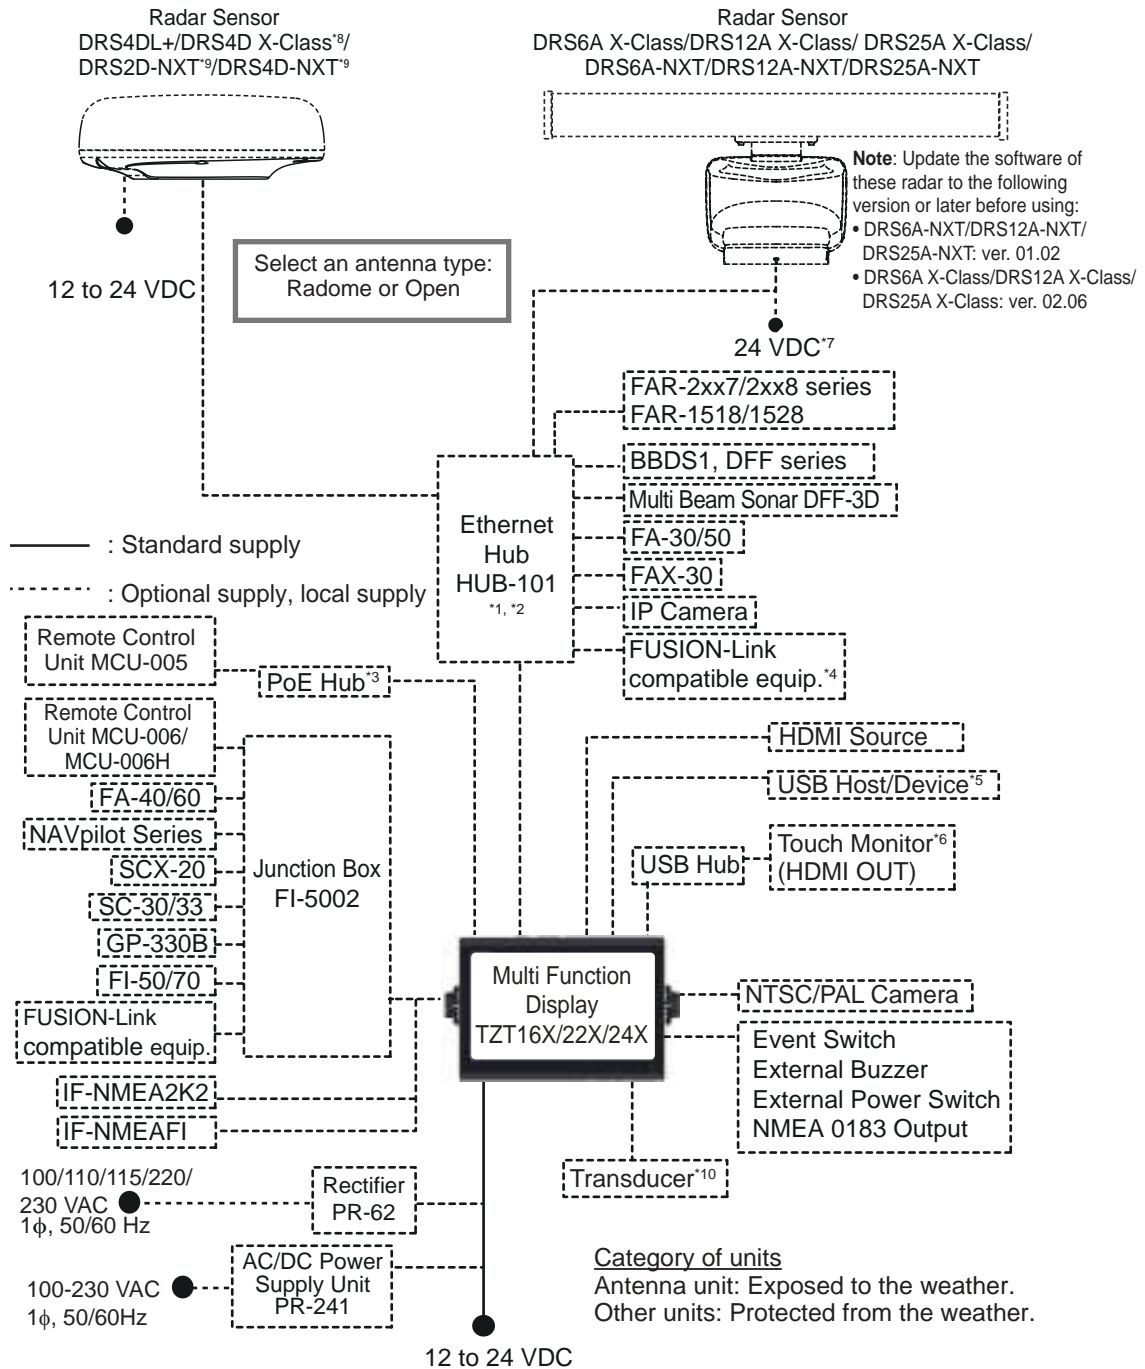 Radar Sensor
DRS4DL+/DRS4D X-Class*8/
DRS2D-NXT*9/DRS4D-NXT*9
Radar Sensor
DRS6A X-Class/DRS12A X-Class/ DRS25A X-Class/
DRS6A-NXT/DRS12A-NXT/DRS25A-NXT
Note: Update the software of
these radar to the following
version or later before using:
• DRS6A-NXT/DRS12A-NXT/
DRS25A-NXT: ver. 01.02
• DRS6A X-Class/DRS12A X-Class/
DRS25A X-Class: ver. 02.06
12 to 24 VDC
Select an antenna type:
Radome or Open
24 VDC*7
FAR-2xx7/2xx8 series
FAR-1518/1528
BBDS1, DFF series
Multi Beam Sonar DFF-3D
FA-30/50
FAX-30
IP Camera
FUSION-Link
compatible equip.*4
Ethernet
Hub
HUB-101
*1, *2
: Standard supply
: Optional supply, local supply
Remote Control
Unit MCU-005
PoE Hub*3
Remote Control
Unit MCU-006/
MCU-006H
FA-40/60
NAVpilot Series
SCX-20
SC-30/33
GP-330B
FI-50/70
FUSION-Link
compatible equip.
Junction Box
FI-5002
IF-NMEA2K2
IF-NMEAFI
HDMI Source
USB Host/Device*5
USB Hub
Touch Monitor*6
(HDMI OUT)
Multi Function
Display
TZT16X/22X/24X
NTSC/PAL Camera
Event Switch
External Buzzer
External Power Switch
NMEA 0183 Output
Transducer*10
100/110/115/220/
230 VAC
1ϕ, 50/60 Hz
Rectifier
PR-62
100-230 VAC
1ϕ, 50/60Hz
AC/DC Power
Supply Unit
PR-241
12 to 24 VDC
Category of units
Antenna unit: Exposed to the weather.
Other units: Protected from the weather.